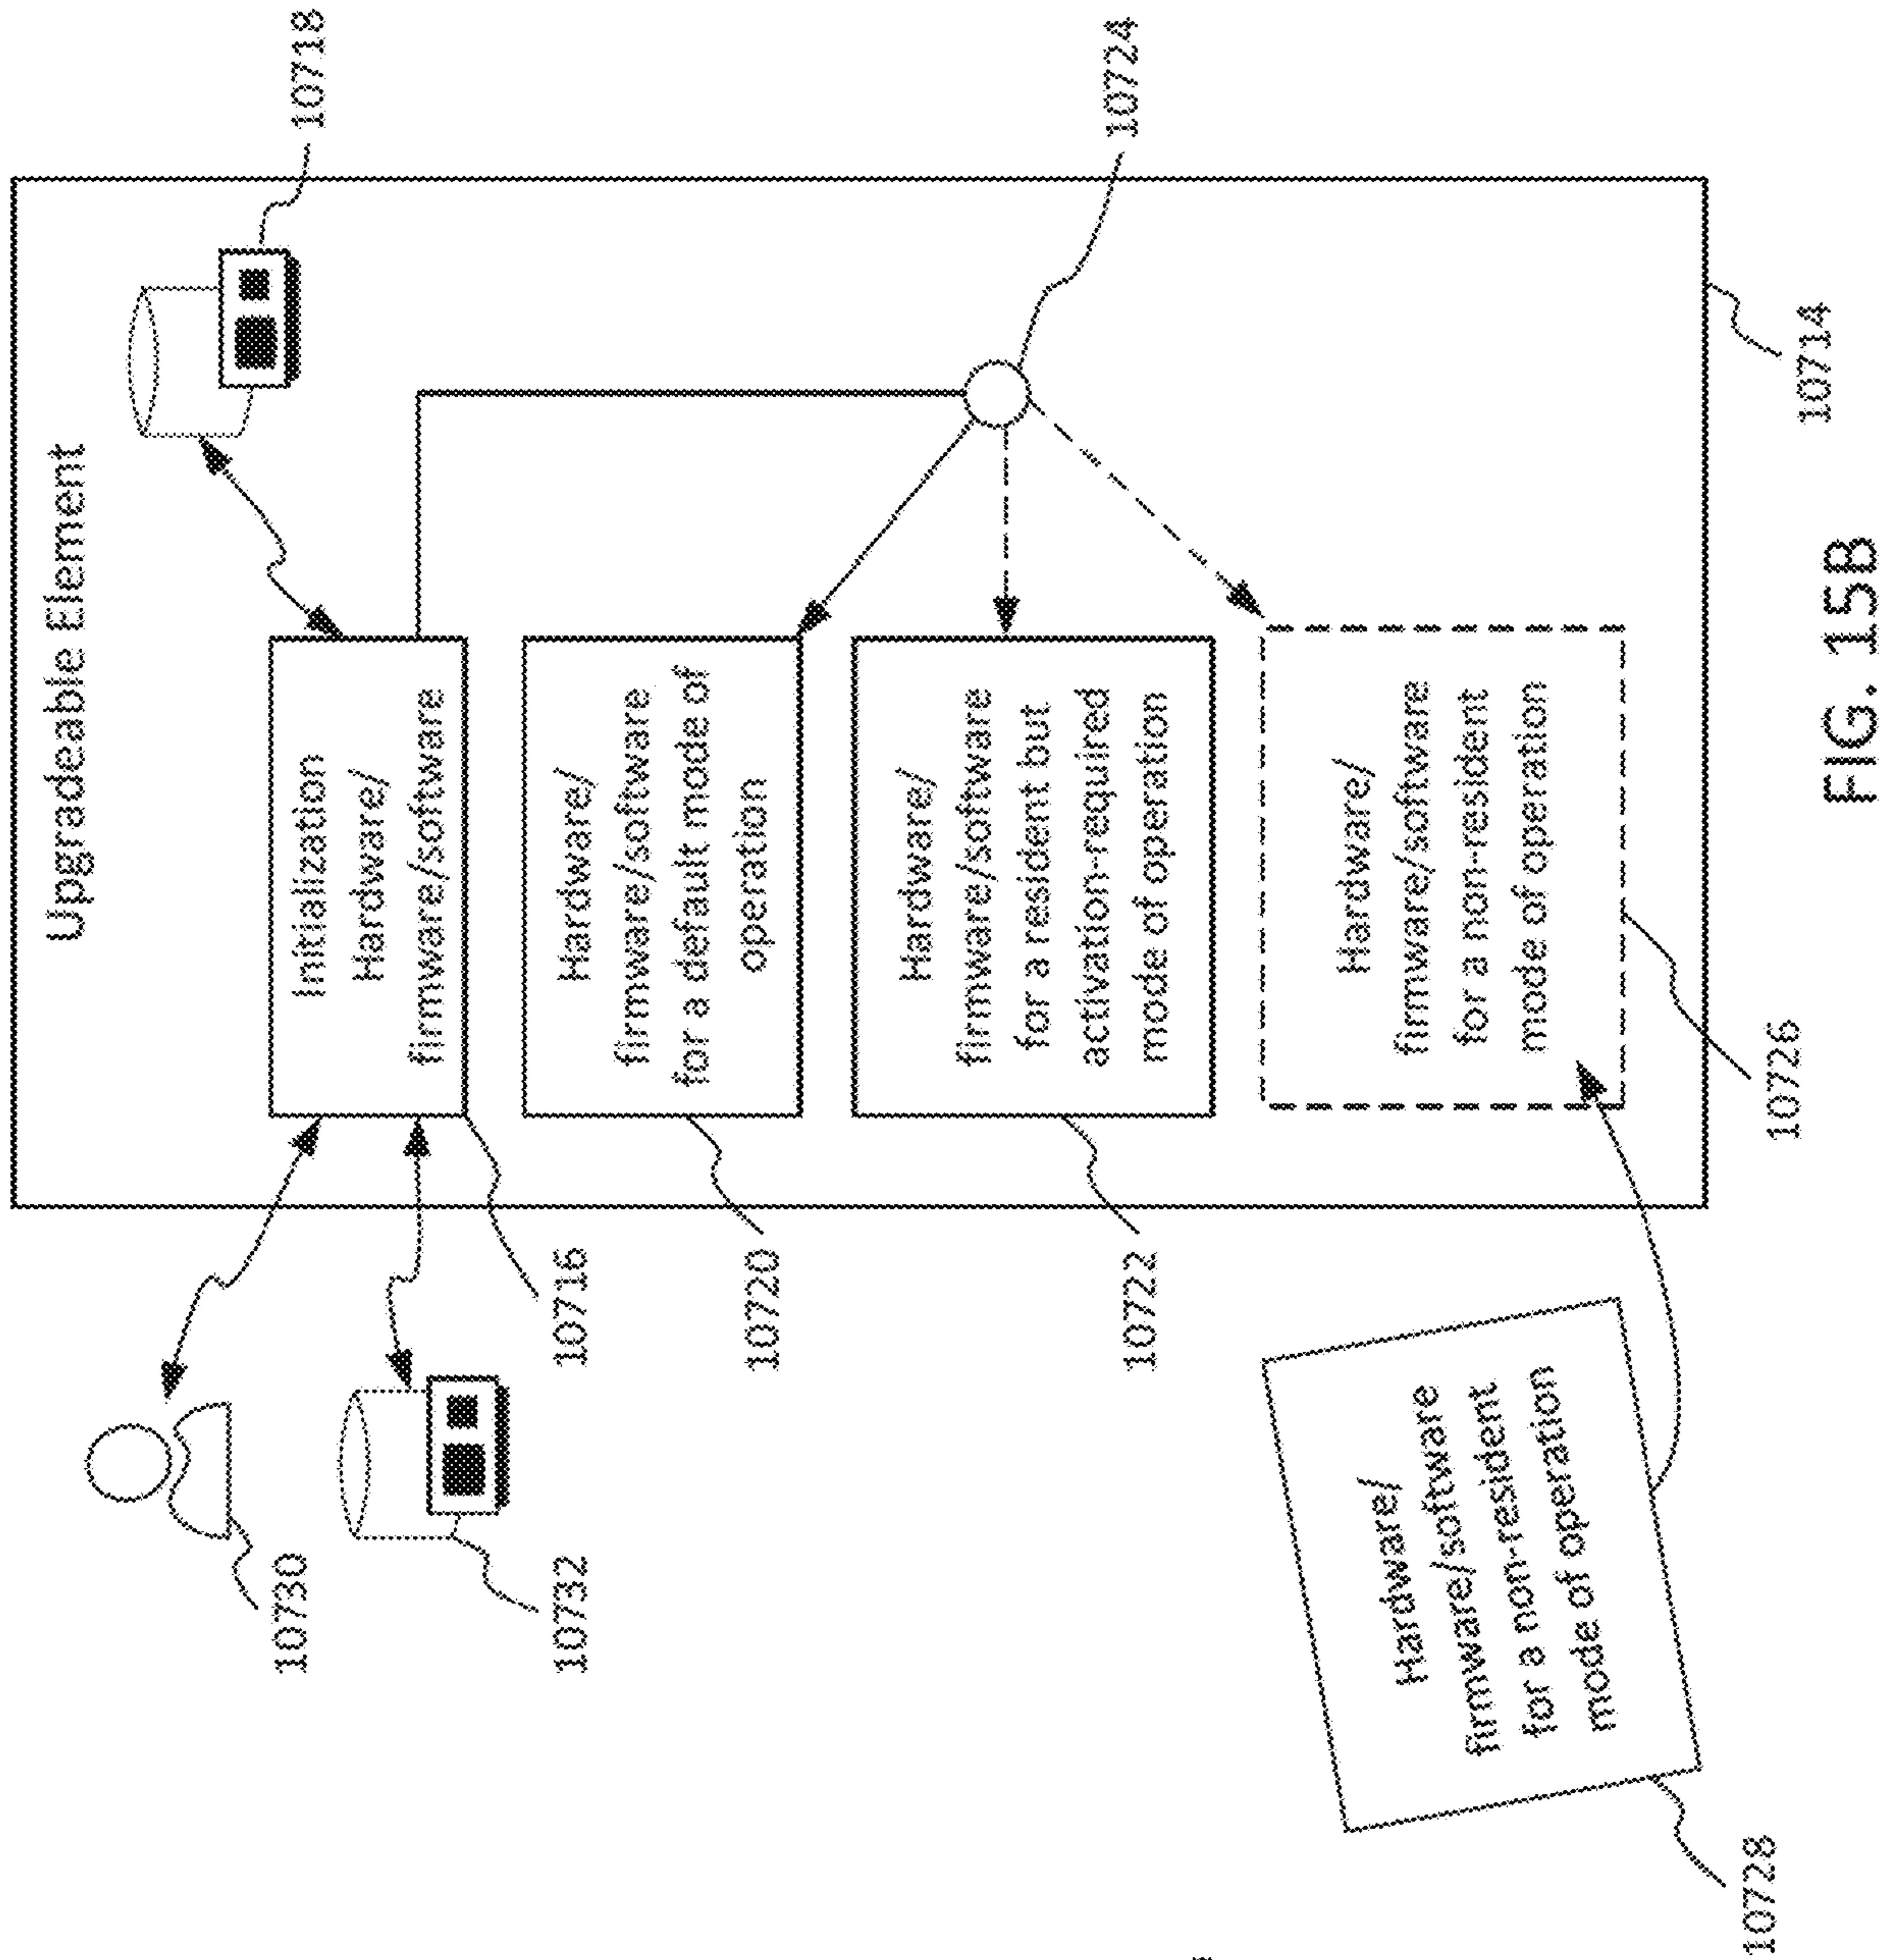 Upgradeable Element
10718
Initialization
Hardware/
firmware/software
10730
10732
10716
Hardware/
firmware/software
for a default mode of
operation
10720
10724
Hardware/
firmware/software
for a resident but
activation-required
mode of operation
10722
Hardware/
firmware/software
for a non-resident
mode of operation
10726
Hardware/
firmware/software
for a non-resident
mode of operation
10728
10714
FIG. 15B